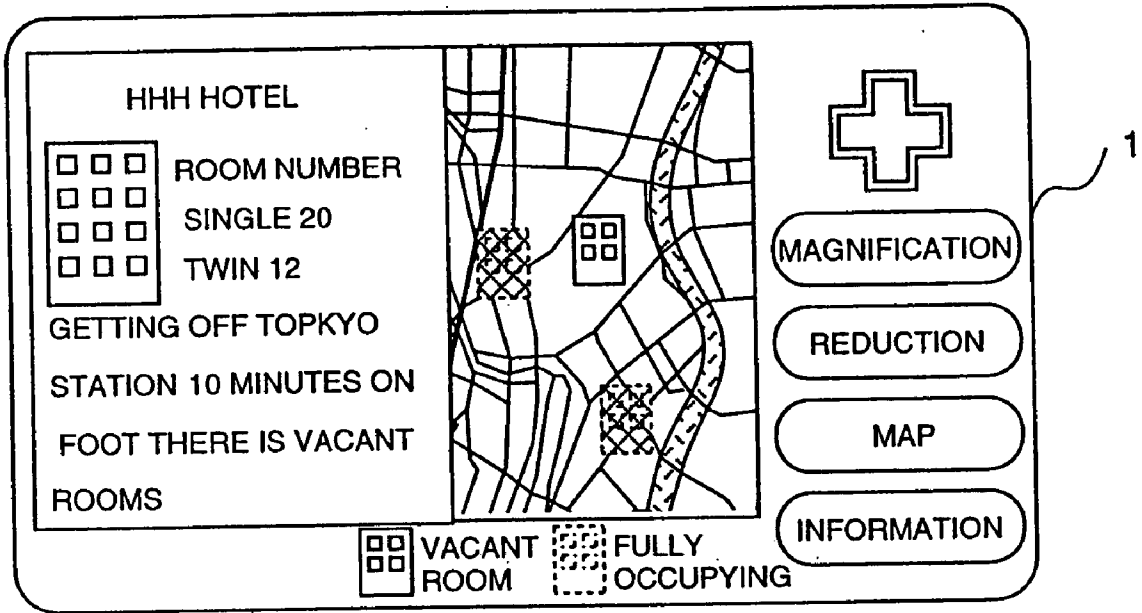 HHH HOTEL
ROOM NUMBER
SINGLE 20
TWIN 12
GETTING OFF TOPKYO
STATION 10 MINUTES ON
FOOT THERE IS VACANT
ROOMS
MAGNIFICATION
REDUCTION
MAP
INFORMATION
VACANT
ROOM
FULLY
OCCUPYING
1